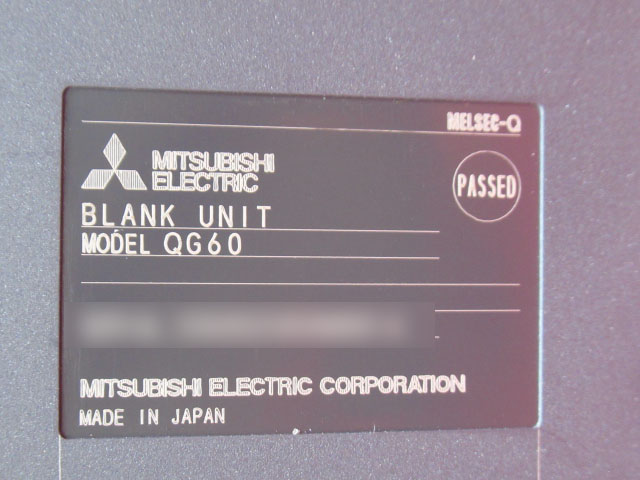 MELSEC-Q
MITSUBISHI
ELECTRIC
PASSED
BLANK UNIT
MODEL QG60
MITSUBISHI ELECTRIC CORPORATION
MADE IN JAPAN